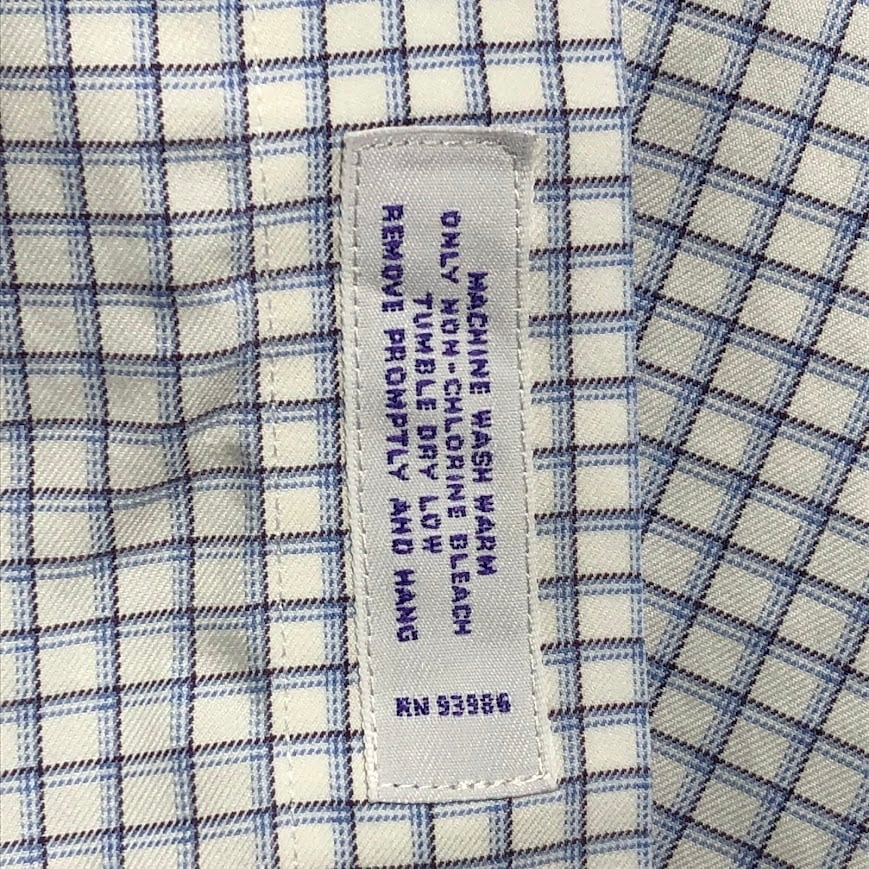 MACHINE WASH WARM
ONLY NON-CHLORINE BLEACH
TUMBLE DRY LOW
REMOVE PROMPTLY AND HANG
RN 93986